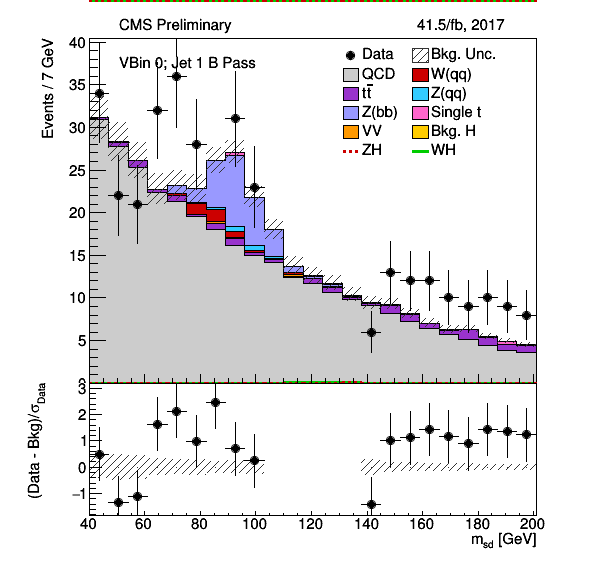 CMS Preliminary 41.5/fb, 2017
VBin 0; Jet 1 B Pass
Data Bkg. Unc.
QCD W(qq)
tt̄ Z(qq)
Z(bb) Single t
VV Bkg. H
ZH WH
Events / 7 GeV
40
35
30
25
20
15
10
5
(Data - Bkg)/σData
3
2
1
0
−1
40 60 80 100 120 140 160 180 200
msd [GeV]